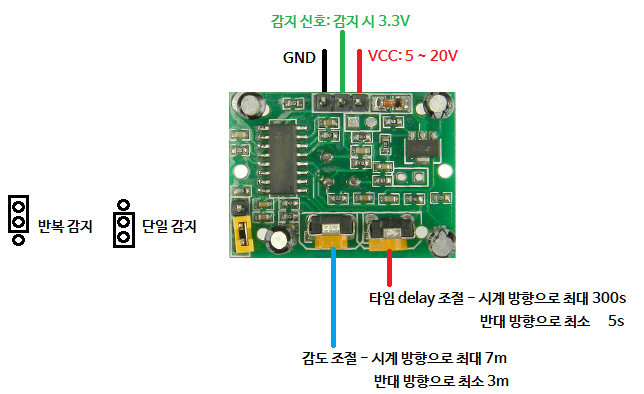 감지 신호: 감지 시 3.3V
GND
VCC: 5 ~ 20V
반복 감지
단일 감지
타임 delay 조절 - 시계 방향으로 최대 300s
반대 방향으로 최소 5s
감도 조절 - 시계 방향으로 최대 7m
반대 방향으로 최소 3m